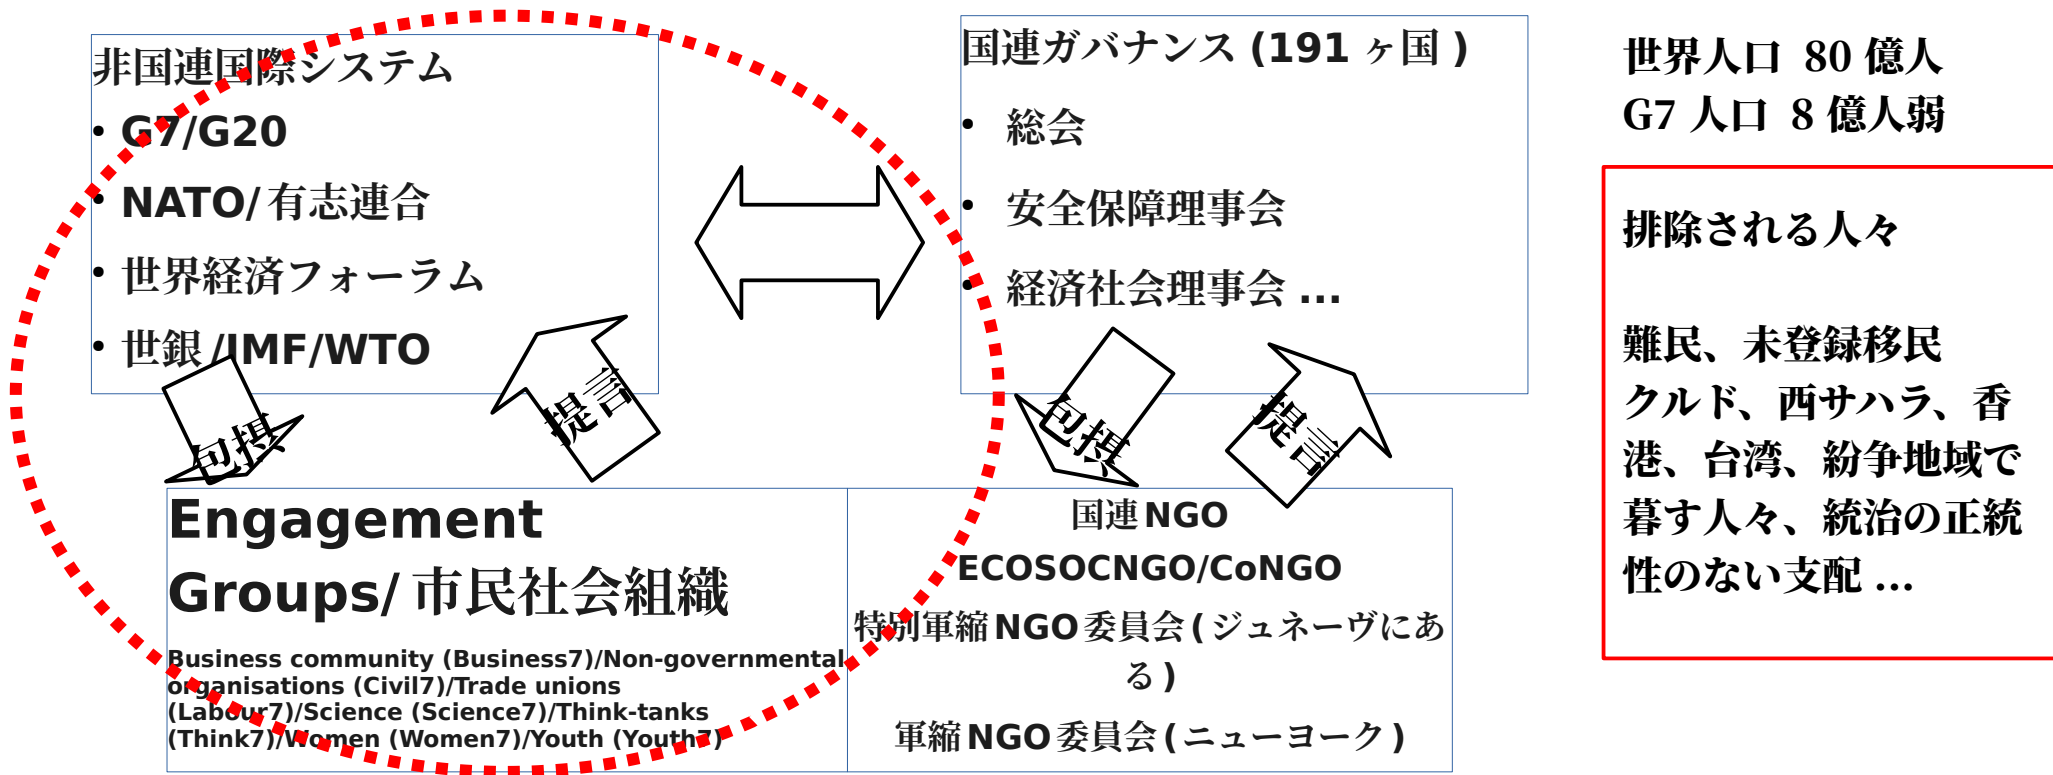 非国連国際システム
• G7/G20
• NATO/有志連合
• 世界経済フォーラム
• 世銀/IMF/WTO
国連ガバナンス(191 ヶ国)
• 総会
• 安全保障理事会
• 経済社会理事会...
世界人口 80 億人
G7 人口 8 億人弱
排除される人々
難民、未登録移民
クルド、西サハラ、香
港、台湾、紛争地域で
暮す人々、統治の正統
性のない支配...
包摂
提言
包摂
提言
Engagement
Groups/市民社会組織
Business community (Business7)/Non-governmental
organisations (Civil7)/Trade unions
(Labour7)/Science (Science7)/Think-tanks
(Think7)/Women (Women7)/Youth (Youth7)
国連NGO
ECOSOCNGO/CoNGO
特別軍縮NGO委員会(ジュネーヴにあ
る)
軍縮NGO委員会(ニューヨーク)